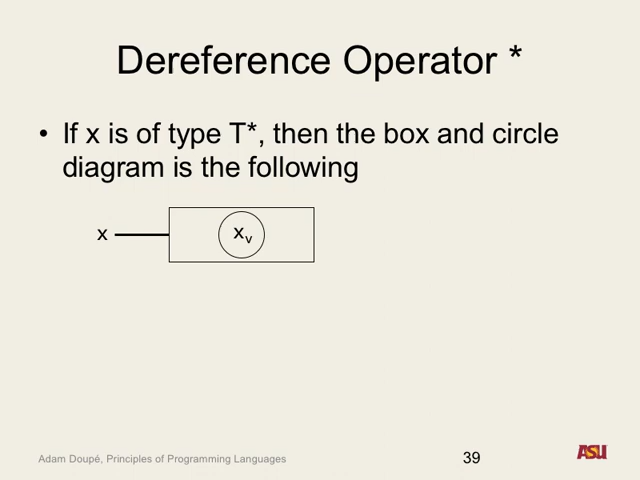 Dereference Operator *
• If x is of type T*, then the box and circle
diagram is the following
x
xv
Adam Doupé, Principles of Programming Languages
39
ASU